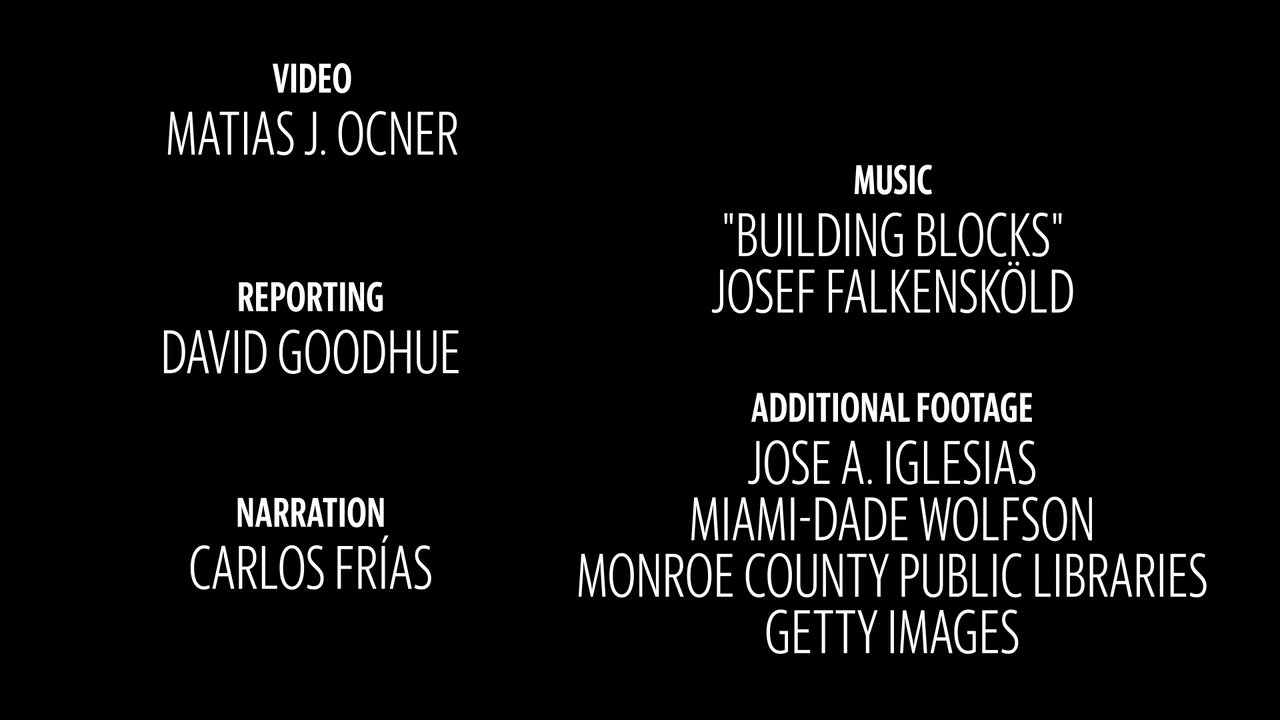 VIDEO
MATIAS J. OCNER
REPORTING
DAVID GOODHUE
NARRATION
CARLOS FRÍAS
MUSIC
"BUILDING BLOCKS"
JOSEF FALKENSKÖLD
ADDITIONAL FOOTAGE
JOSE A. IGLESIAS
MIAMI-DADE WOLFSON
MONROE COUNTY PUBLIC LIBRARIES
GETTY IMAGES